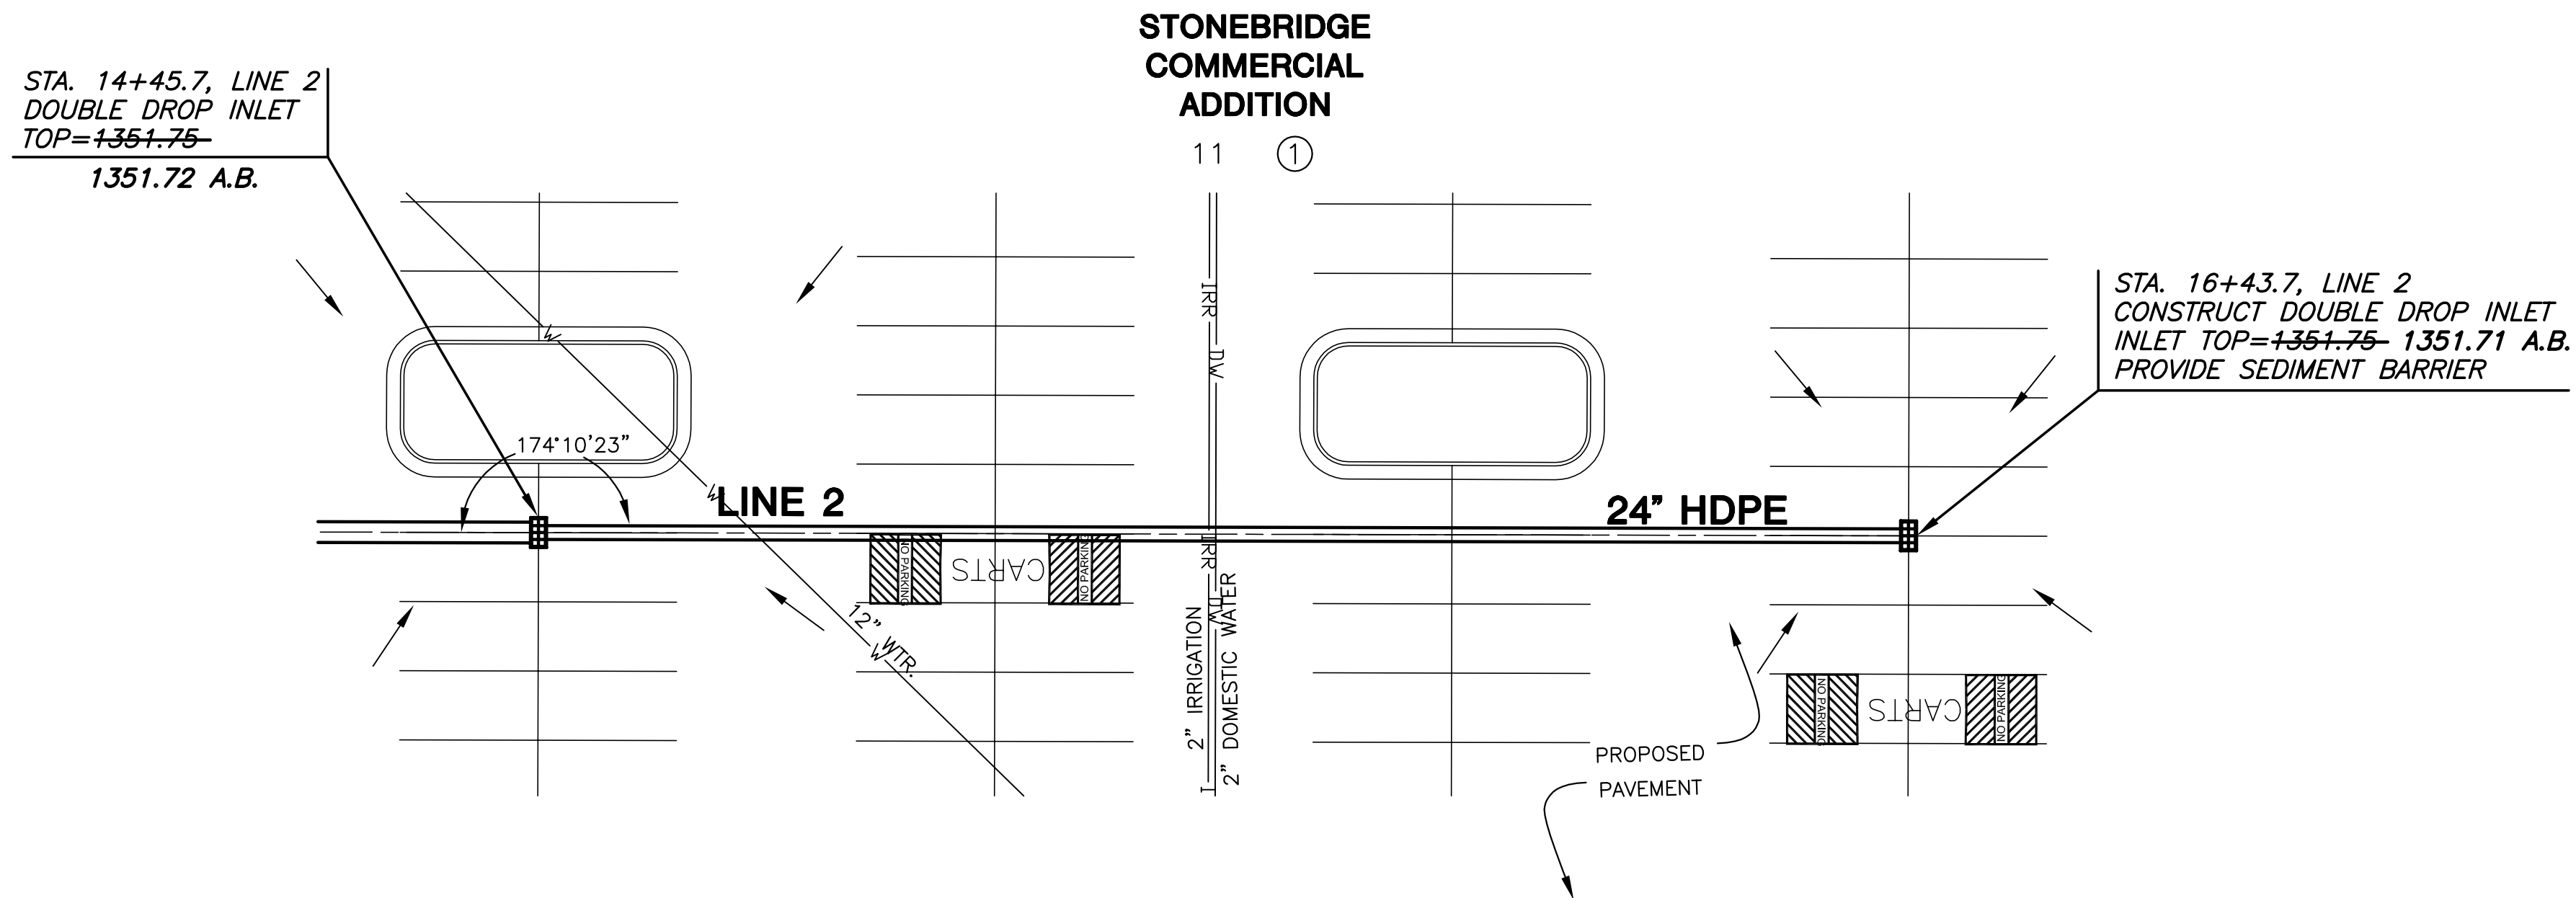 STONEBRIDGE
COMMERCIAL
ADDITION
11 1
STA. 14+45.7, LINE 2
DOUBLE DROP INLET
TOP=1351.75
1351.72 A.B.
STA. 16+43.7, LINE 2
CONSTRUCT DOUBLE DROP INLET
INLET TOP=1351.75 1351.71 A.B.
PROVIDE SEDIMENT BARRIER
W
IRR
DW
174°10'23"
W
LINE 2
24" HDPE
NO PARKING
CARTS
NO PARKING
IRR
DW
12" WTR.
W
2" IRRIGATION
2" DOMESTIC WATER
I
NO PARKING
CARTS
NO PARKING
PROPOSED
PAVEMENT